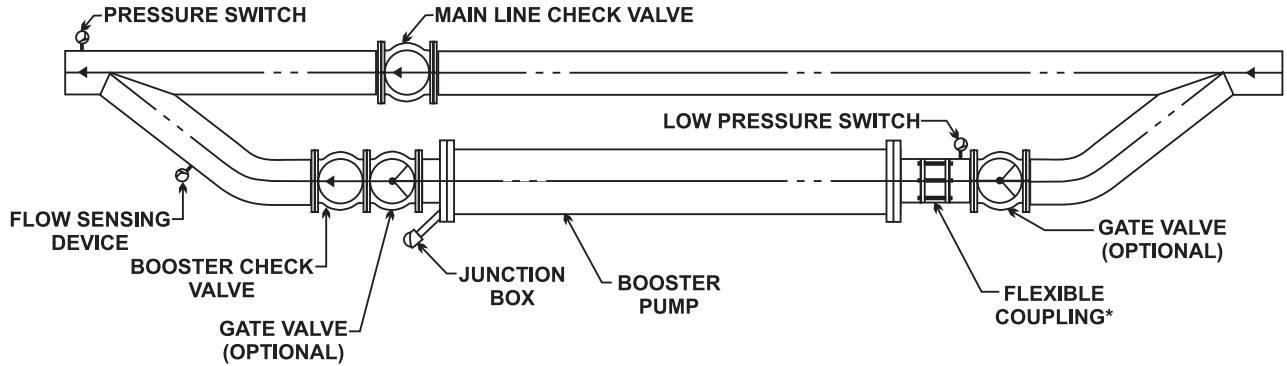 PRESSURE SWITCH
MAIN LINE CHECK VALVE
LOW PRESSURE SWITCH
FLOW SENSING
DEVICE
BOOSTER CHECK
VALVE
GATE VALVE
(OPTIONAL)
JUNCTION
BOX
BOOSTER
PUMP
FLEXIBLE
COUPLING*
GATE VALVE
(OPTIONAL)